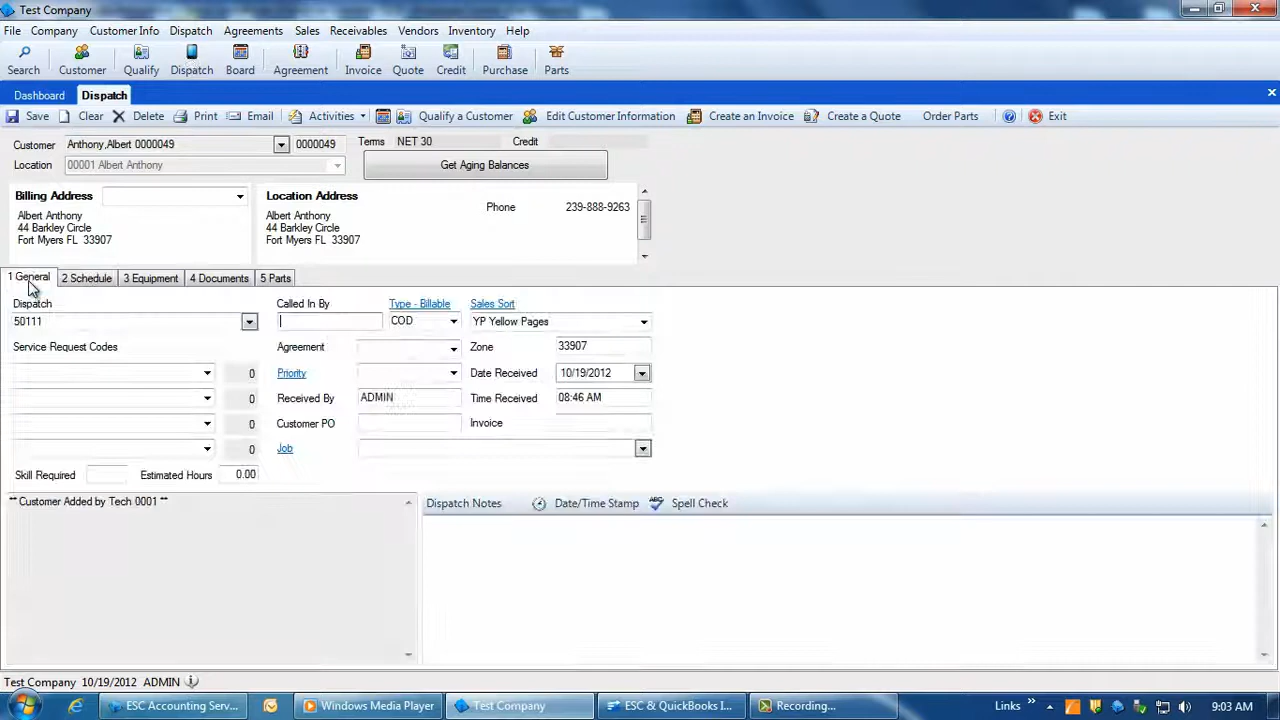 Test Company
File Company Customer Info Dispatch Agreements Sales Receivables Vendors Inventory Help
Search Customer Qualify Dispatch Board Agreement Invoice Quote Credit Purchase Parts
Dashboard Dispatch
Save Clear Delete Print Email Activities Qualify a Customer Edit Customer Information Create an Invoice Create a Quote Order Parts Exit
Customer Anthony,Albert 0000049 0000049 Terms NET 30 Credit
Location 00001 Albert Anthony Get Aging Balances
Billing Address Location Address
Phone 239-888-9263
Albert Anthony Albert Anthony
44 Barkley Circle 44 Barkley Circle
Fort Myers FL 33907 Fort Myers FL 33907
1 General 2 Schedule 3 Equipment 4 Documents 5 Parts
Dispatch Called In By Type - Billable Sales Sort
50111 COD YP Yellow Pages
Service Request Codes Agreement Zone 33907
0 Priority Date Received 10/19/2012
0 Received By ADMIN Time Received 08:46 AM
0 Customer PO Invoice
0 Job
Skill Required Estimated Hours 0.00
** Customer Added by Tech 0001 ** Dispatch Notes Date/Time Stamp ABC Spell Check
Test Company 10/19/2012 ADMIN
ESC Accounting Serv... Windows Media Player Test Company ESC & QuickBooks I... Recording... Links 9:03 AM